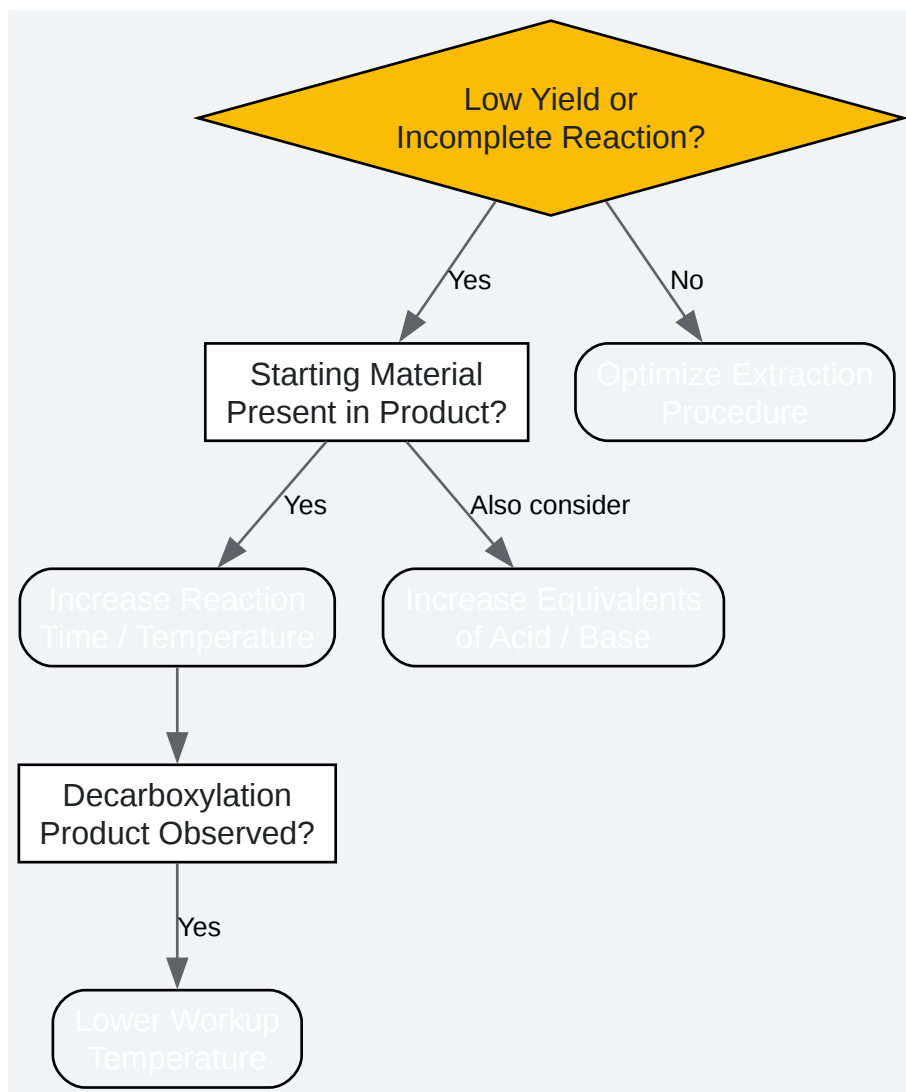 Low Yield or
Incomplete Reaction?
Yes
No
Starting Material
Present in Product?
Optimize Extraction
Procedure
Yes
Also consider
Increase Reaction
Time / Temperature
Increase Equivalents
of Acid / Base
Decarboxylation
Product Observed?
Yes
Lower Workup
Temperature